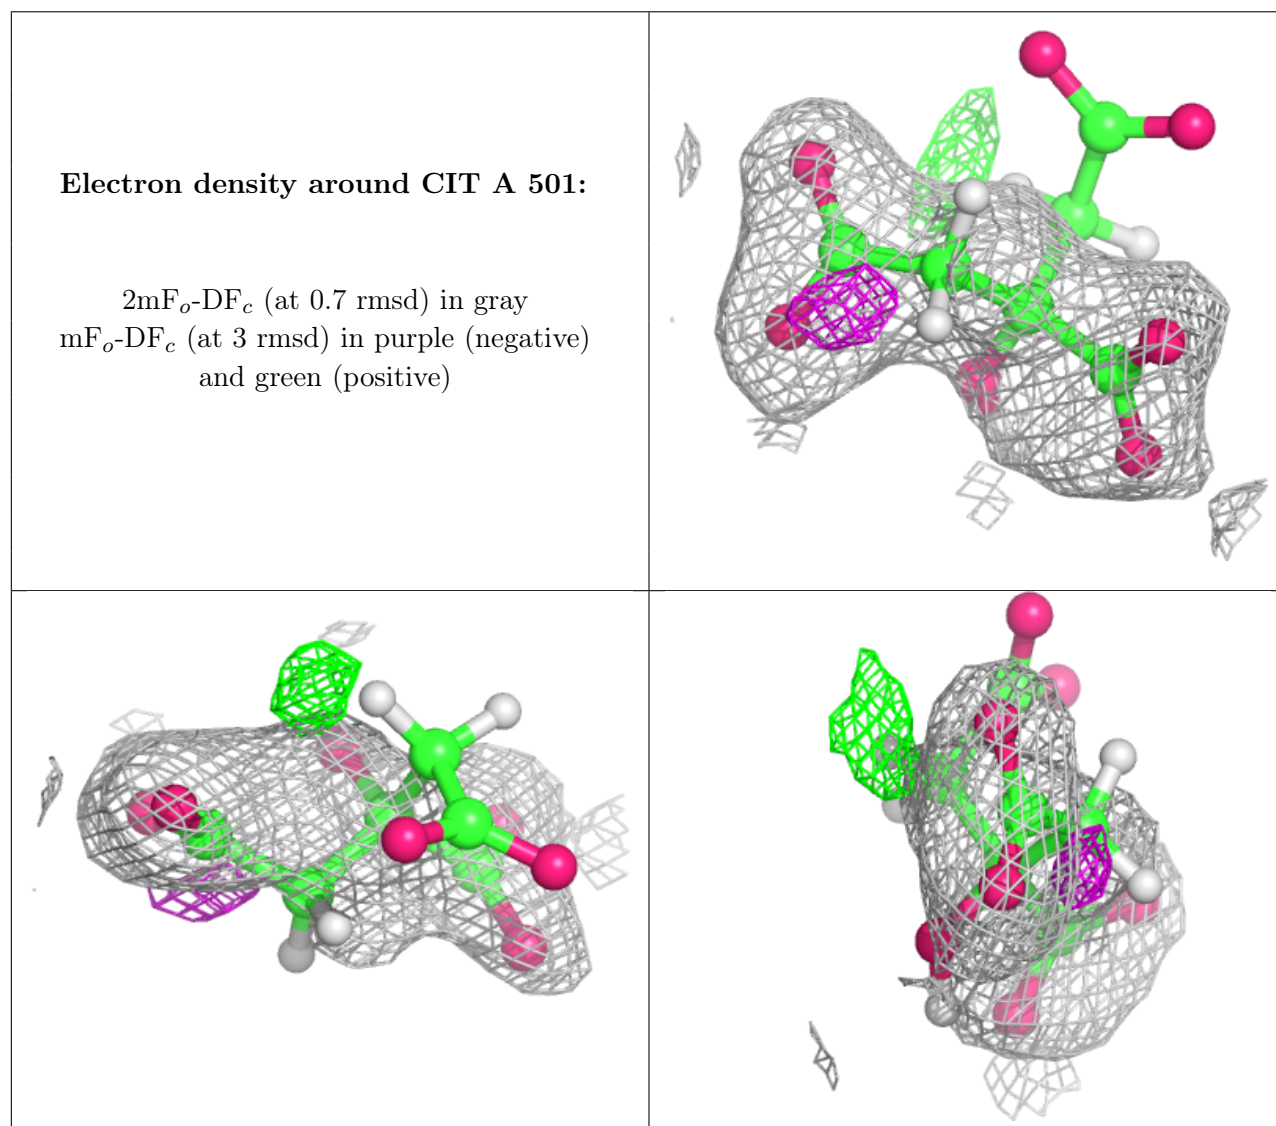 Electron density around CIT A 501:
2mFo-DFc (at 0.7 rmsd) in gray
mFo-DFc (at 3 rmsd) in purple (negative)
and green (positive)